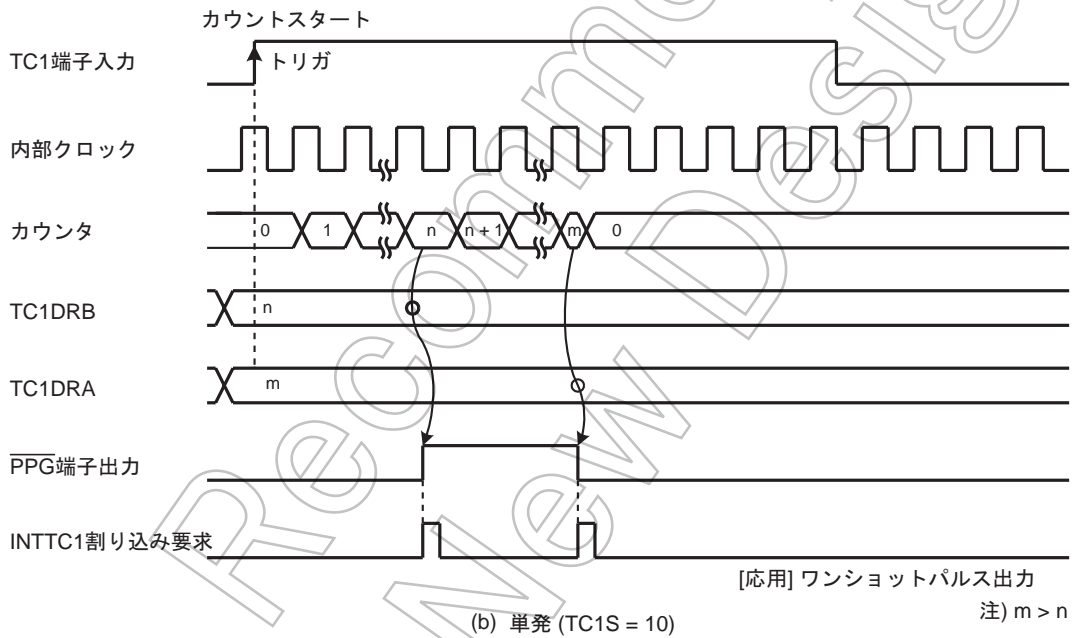 カウントスタート
TC1端子入力
トリガ
内部クロック
カウンタ
0 1 n n + 1 m 0
TC1DRB
n
TC1DRA
m
PPG端子出力
INTTC1割り込み要求
[応用] ワンショットパルス出力
(b) 単発 (TC1S = 10)
注) m > n
Recomme
New Desig